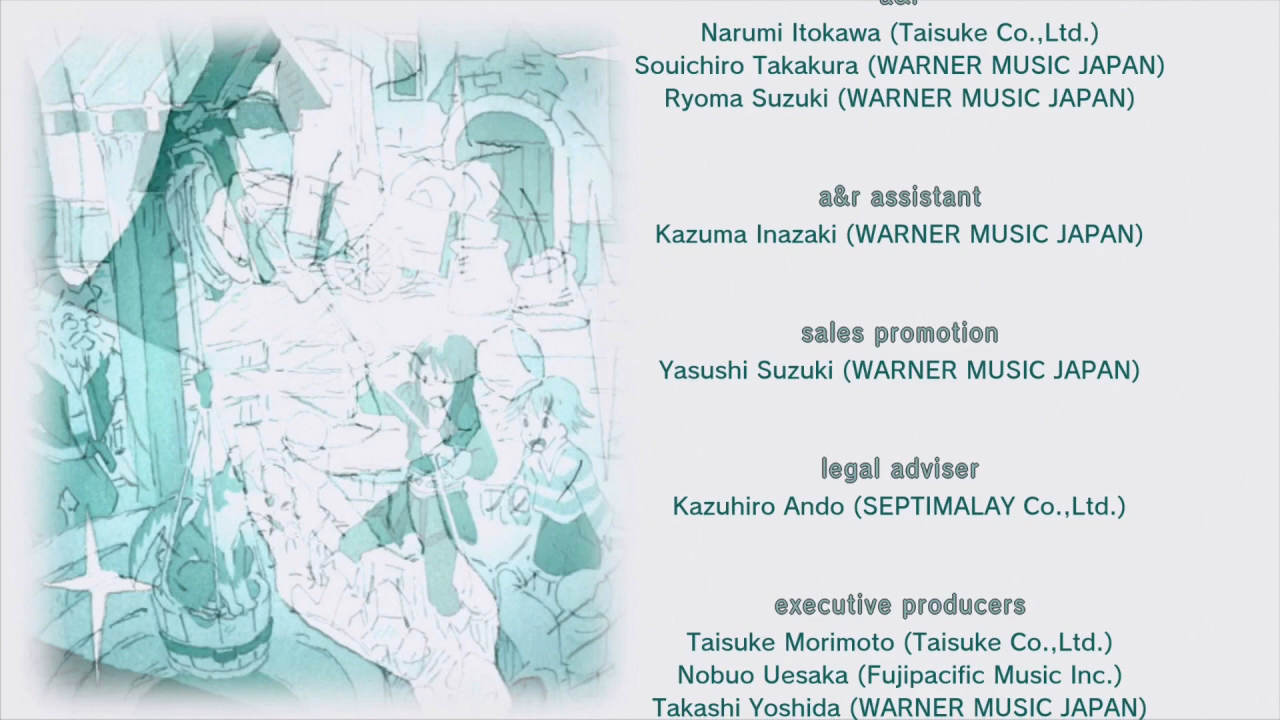 a&r
Narumi Itokawa (Taisuke Co.,Ltd.)
Souichiro Takakura (WARNER MUSIC JAPAN)
Ryoma Suzuki (WARNER MUSIC JAPAN)
a&r assistant
Kazuma Inazaki (WARNER MUSIC JAPAN)
sales promotion
Yasushi Suzuki (WARNER MUSIC JAPAN)
legal adviser
Kazuhiro Ando (SEPTIMALAY Co.,Ltd.)
executive producers
Taisuke Morimoto (Taisuke Co.,Ltd.)
Nobuo Uesaka (Fujipacific Music Inc.)
Takashi Yoshida (WARNER MUSIC JAPAN)